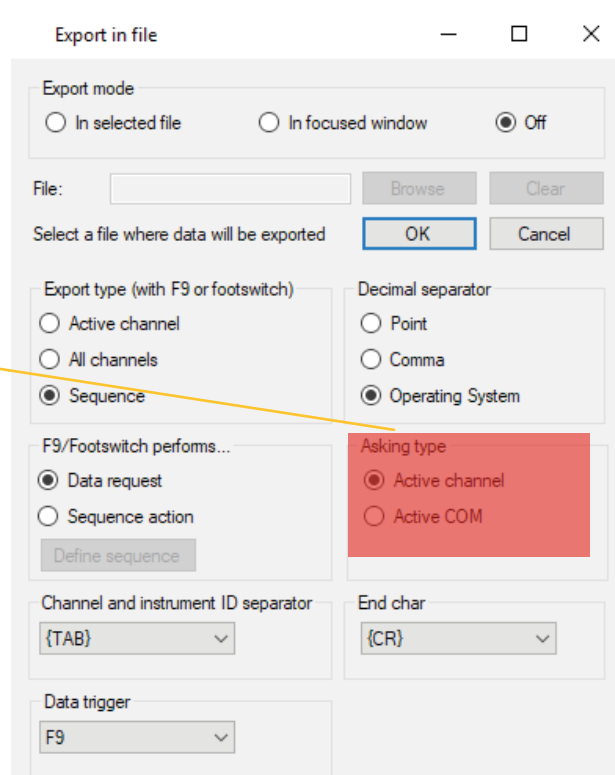 Export in file
Export mode
In selected file
In focused window
Off
File:
Browse
Clear
Select a file where data will be exported
OK
Cancel
Export type (with F9 or footswitch)
Active channel
All channels
Sequence
Decimal separator
Point
Comma
Operating System
F9/Footswitch performs...
Data request
Sequence action
Define sequence
Asking type
Active channel
Active COM
Channel and instrument ID separator
{TAB}
End char
{CR}
Data trigger
F9